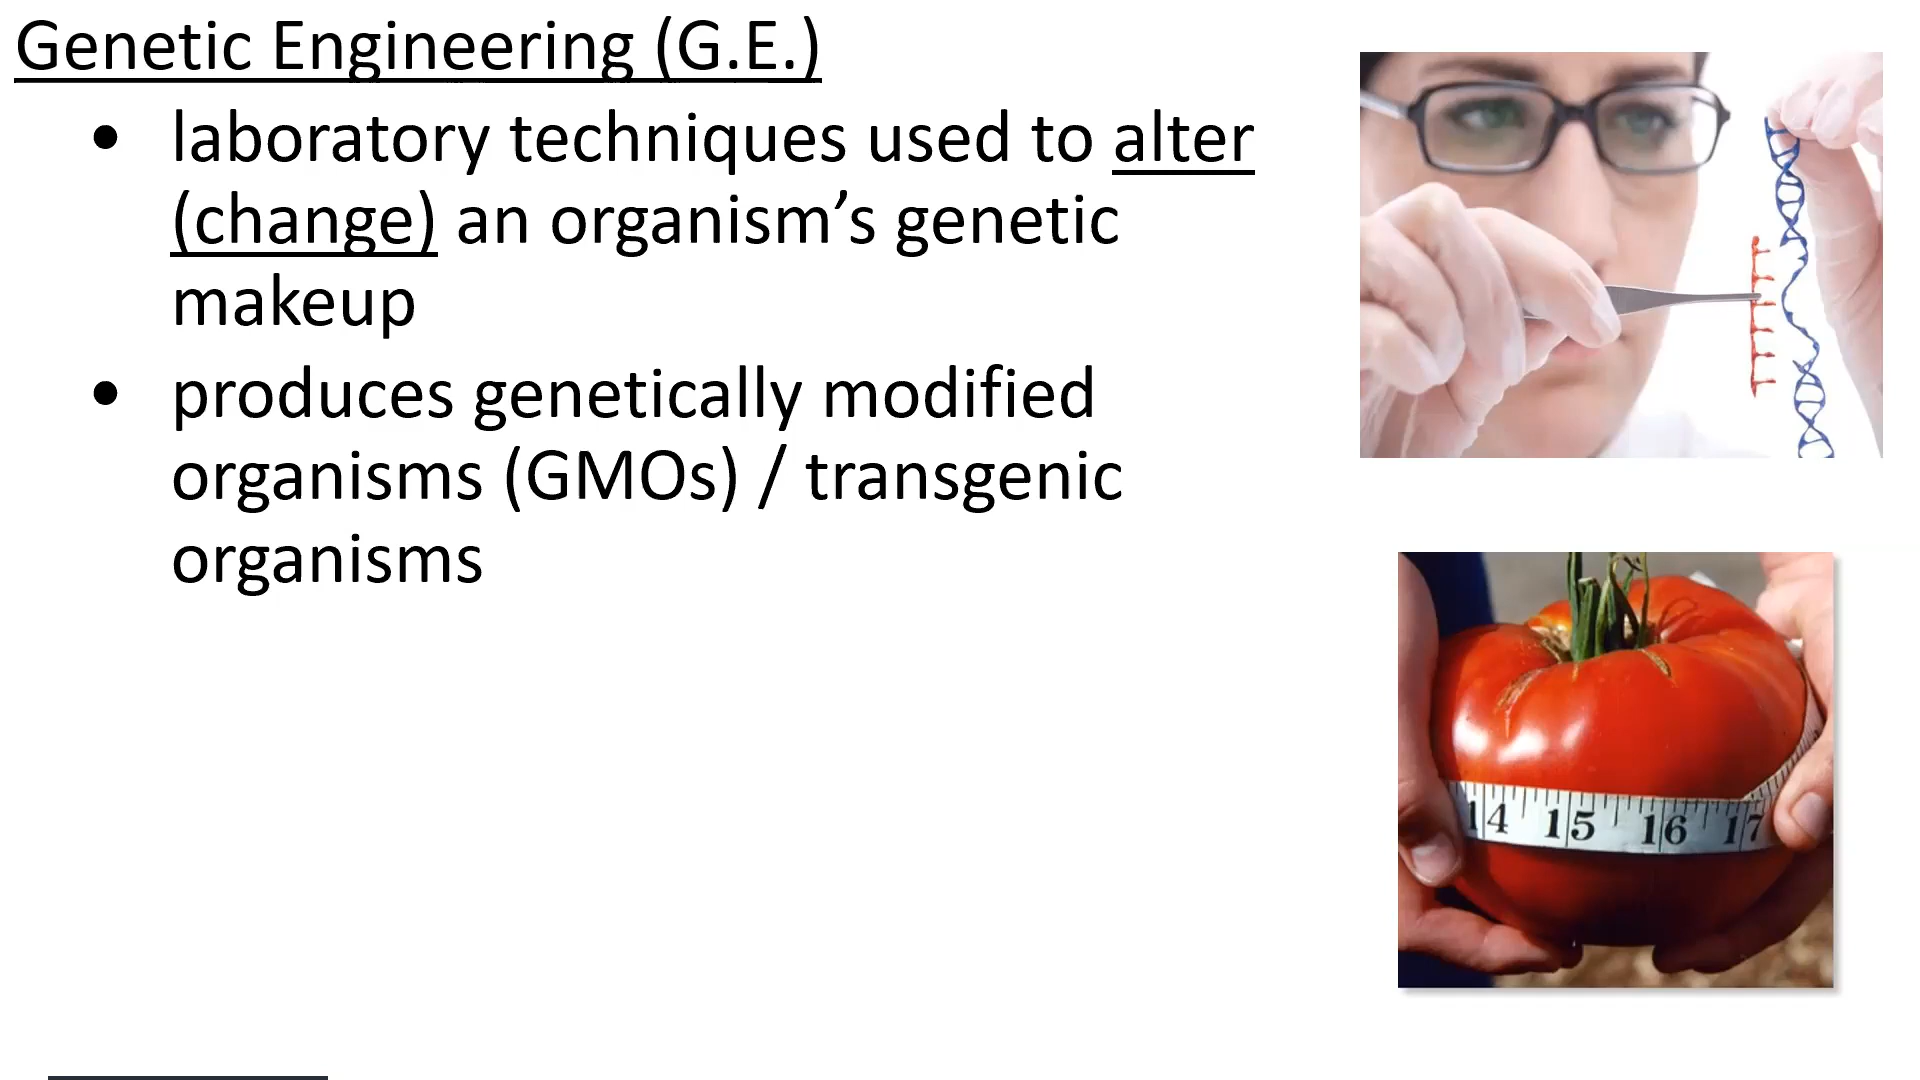 Genetic Engineering (G.E.)
• laboratory techniques used to alter
(change) an organism’s genetic
makeup
• produces genetically modified
organisms (GMOs) / transgenic
organisms
14 15 16 17